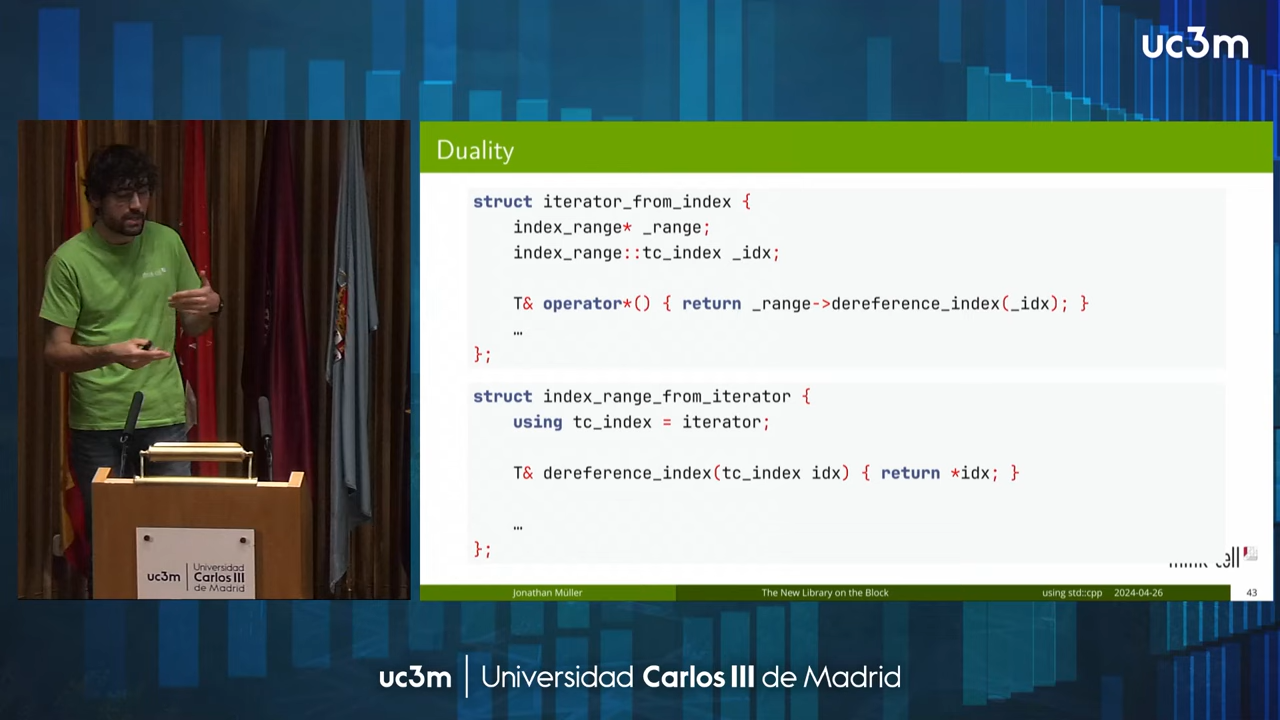 uc3m
Duality
struct iterator_from_index {
index_range* _range;
index_range::tc_index _idx;
T& operator*() { return _range->dereference_index(_idx); }
…
};
struct index_range_from_iterator {
using tc_index = iterator;
T& dereference_index(tc_index idx) { return *idx; }
…
};
Jonathan Müller
The New Library on the Block
using std::cpp 2024-04-26
43
uc3m
Universidad
Carlos III
de Madrid
uc3m Universidad Carlos III de Madrid